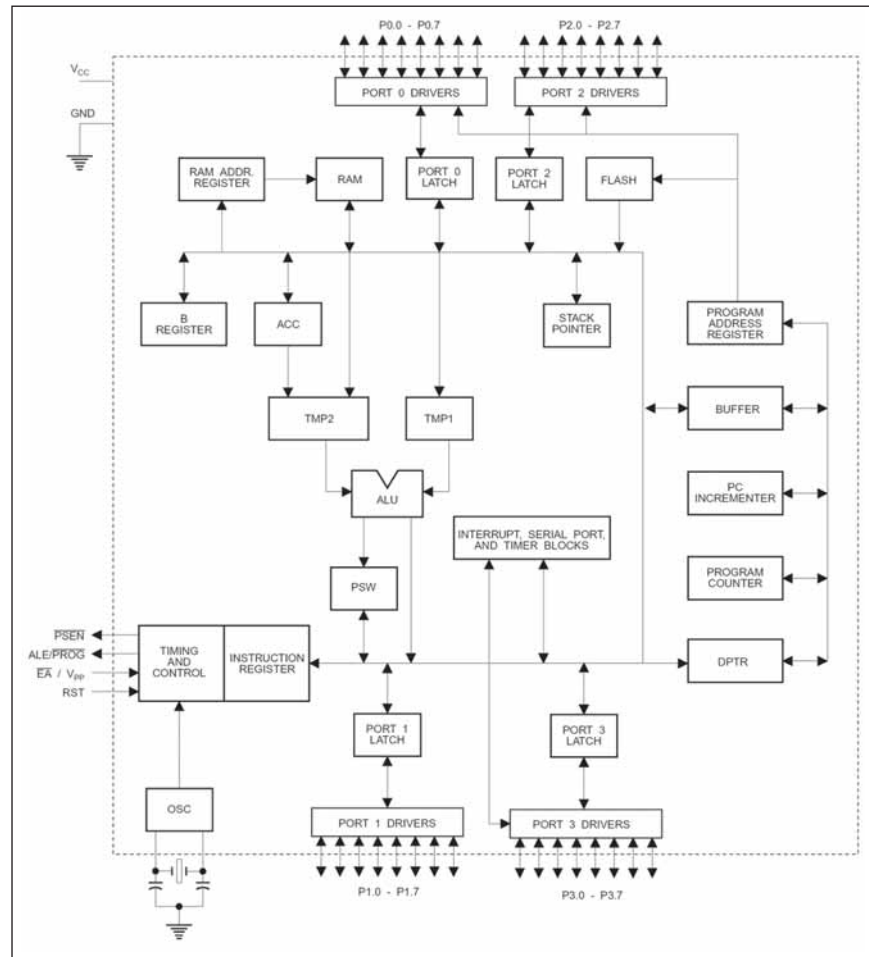 P0.0 - P0.7
P2.0 - P2.7
VCC
PORT 0 DRIVERS
PORT 2 DRIVERS
GND
RAM ADDR.
REGISTER
RAM
PORT 0
LATCH
PORT 2
LATCH
FLASH
B
REGISTER
ACC
STACK
POINTER
PROGRAM
ADDRESS
REGISTER
TMP2
TMP1
BUFFER
ALU
PC
INCREMENTER
INTERRUPT, SERIAL PORT,
AND TIMER BLOCKS
PSW
PROGRAM
COUNTER
PSEN
ALE/PROG
EA / VPP
RST
TIMING
AND
CONTROL
INSTRUCTION
REGISTER
DPTR
PORT 1
LATCH
PORT 3
LATCH
OSC
PORT 1 DRIVERS
PORT 3 DRIVERS
P1.0 - P1.7
P3.0 - P3.7